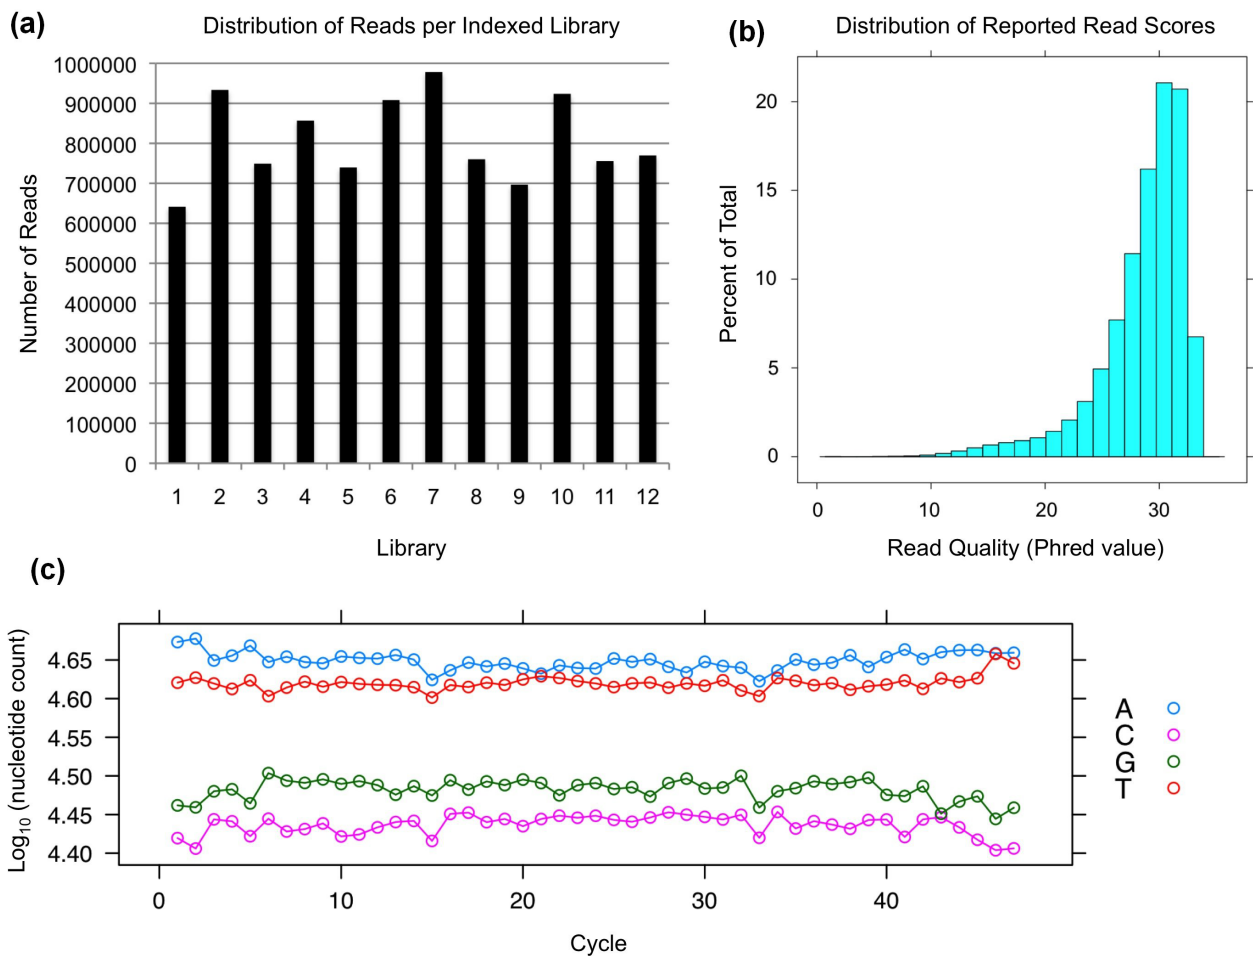 (a)
Distribution of Reads per Indexed Library
Number of Reads
1000000
900000
800000
700000
600000
500000
400000
300000
200000
100000
0
1 2 3 4 5 6 7 8 9 10 11 12
Library
(b)
Distribution of Reported Read Scores
Percent of Total
20
15
10
5
0
0 10 20 30
Read Quality (Phred value)
(c)
Log10 (nucleotide count)
4.65
4.60
4.55
4.50
4.45
4.40
0 10 20 30 40
Cycle
A
C
G
T